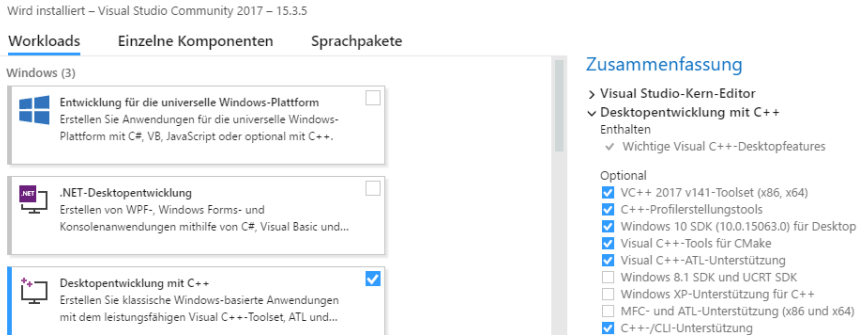 Wird installiert – Visual Studio Community 2017 – 15.3.5
Workloads Einzelne Komponenten Sprachpakete
Windows (3)
Entwicklung für die universelle Windows-Plattform
Erstellen Sie Anwendungen für die universelle Windows-
Plattform mit C#, VB, JavaScript oder optional mit C++.
.NET
.NET-Desktopentwicklung
Erstellen von WPF-, Windows Forms- und
Konsolenanwendungen mithilfe von C#, Visual Basic und...
Desktopentwicklung mit C++
Erstellen Sie klassische Windows-basierte Anwendungen
mit dem leistungsfähigen Visual C++-Toolset, ATL und...
Zusammenfassung
Visual Studio-Kern-Editor
Desktopentwicklung mit C++
Enthalten
Wichtige Visual C++-Desktopfeatures
Optional
VC++ 2017 v141-Toolset (x86, x64)
C++-Profilerstellungstools
Windows 10 SDK (10.0.15063.0) für Desktop
Visual C++-Tools für CMake
Visual C++-ATL-Unterstützung
Windows 8.1 SDK und UCRT SDK
Windows XP-Unterstützung für C++
MFC- und ATL-Unterstützung (x86 und x64)
C++-/CLI-Unterstützung